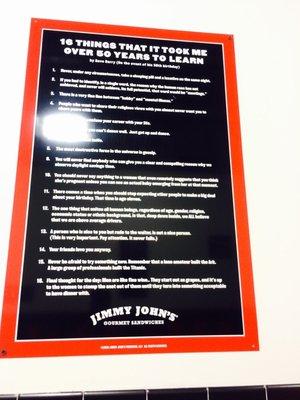 16 THINGS THAT IT TOOK ME
OVER 50 YEARS TO LEARN
by Dave Barry (On the event of his 50th birthday)
1. Never, under any circumstances, take a sleeping pill and a laxative on the same night.
2. If you had to identify, in a single word, the reason why the human race has not
achieved, and never will achieve, its full potential, that word would be "meetings."
3. There is a very fine line between "hobby" and "mental illness."
4. People who want to share their religious views with you almost never want you to
share yours with them.
your career with your life.
you can't dance well. Just get up and dance.
8. The most destructive force in the universe is gossip.
9. You will never find anybody who can give you a clear and compelling reason why we
observe daylight savings time.
10. You should never say anything to a woman that even remotely suggests that you think
she's pregnant unless you can see an actual baby emerging from her at that moment.
11. There comes a time when you should stop expecting other people to make a big deal
about your birthday. That time is age eleven.
12. The one thing that unites all human beings, regardless of age, gender, religion,
economic status or ethnic background, is that, deep down inside, we ALL believe
that we are above average drivers.
13. A person who is nice to you but rude to the waiter, is not a nice person.
(This is very important. Pay attention. It never fails.)
14. Your friends love you anyway.
15. Never be afraid to try something new. Remember that a lone amateur built the Ark.
A large group of professionals built the Titanic.
16. Final thought for the day: Men are like fine wine. They start out as grapes, and it's up
to the women to stomp the snot out of them until they turn into something acceptable
to have dinner with.
JIMMY JOHN'S
GOURMET SANDWICHES